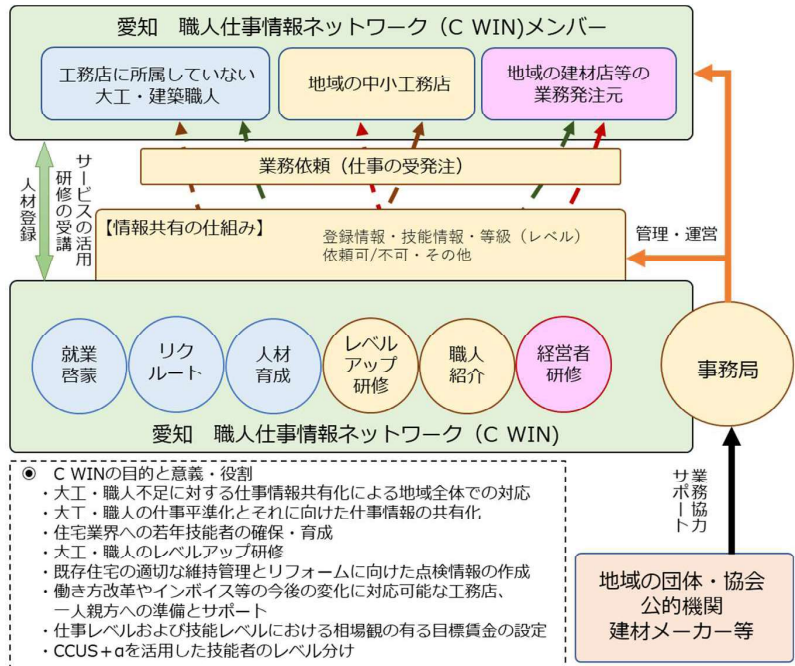 愛知　職人仕事情報ネットワーク（C WIN)メンバー
工務店に所属していない
大工・建築職人
地域の中小工務店
地域の建材店等の
業務発注元
業務依頼（仕事の受発注）
サービスの活用
研修の受講
人材登録
【情報共有の仕組み】
登録情報・技能情報・等級（レベル）
依頼可/不可・その他
管理・運営
就業
啓蒙
リク
ルート
人材
育成
レベル
アップ
研修
職人
紹介
経営者
研修
事務局
愛知　職人仕事情報ネットワーク（C WIN)
◉ C WINの目的と意義・役割
・大工・職人不足に対する仕事情報共有化による地域全体での対応
・大工・職人の仕事平準化とそれに向けた仕事情報の共有化
・住宅業界への若年技能者の確保・育成
・大工・職人のレベルアップ研修
・既存住宅の適切な維持管理とリフォームに向けた点検情報の作成
・働き方改革やインボイス等の今後の変化に対応可能な工務店、
一人親方への準備とサポート
・仕事レベルおよび技能レベルにおける相場観の有る目標賃金の設定
・CCUS＋αを活用した技能者のレベル分け
業務協力
サポート
地域の団体・協会
公的機関
建材メーカー等